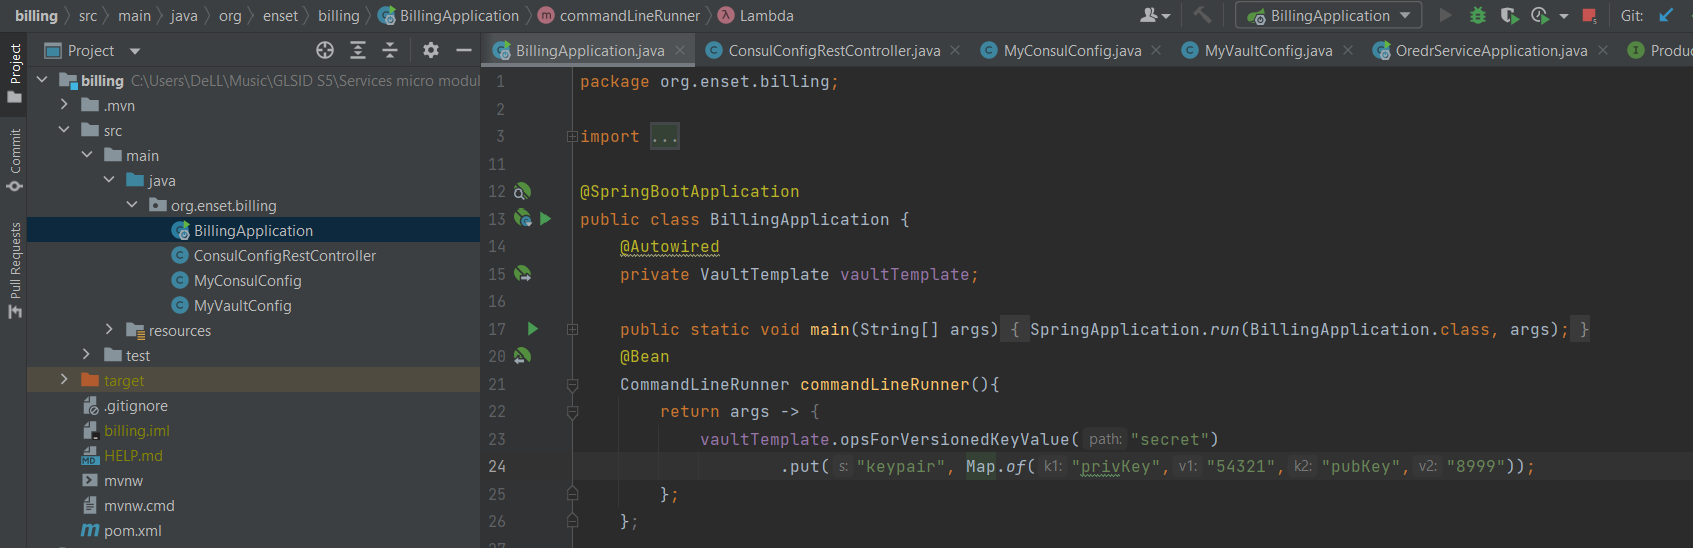 billing src main java org enset billing BillingApplication commandLineRunner Lambda BillingApplication Git:
Project BillingApplication.java ConsulConfigRestController.java MyConsulConfig.java MyVaultConfig.java OredrServiceApplication.java Produc
Project
Commit
Pull Requests
billing C:\Users\DeLL\Music\GLSID S5\Services micro modul
.mvn
src
main
java
org.enset.billing
BillingApplication
ConsulConfigRestController
MyConsulConfig
MyVaultConfig
resources
test
target
.gitignore
billing.iml
HELP.md
mvnw
mvnw.cmd
pom.xml
1 package org.enset.billing;
2
3 import ...
11
12 @SpringBootApplication
13 public class BillingApplication {
14 @Autowired
15 private VaultTemplate vaultTemplate;
16
17 public static void main(String[] args) { SpringApplication.run(BillingApplication.class, args); }
20 @Bean
21 CommandLineRunner commandLineRunner(){
22 return args -> {
23 vaultTemplate.opsForVersionedKeyValue( path: "secret")
24 .put( s: "keypair", Map.of( k1: "privKey", v1: "54321", k2: "pubKey", v2: "8999"));
25 };
26 };
27